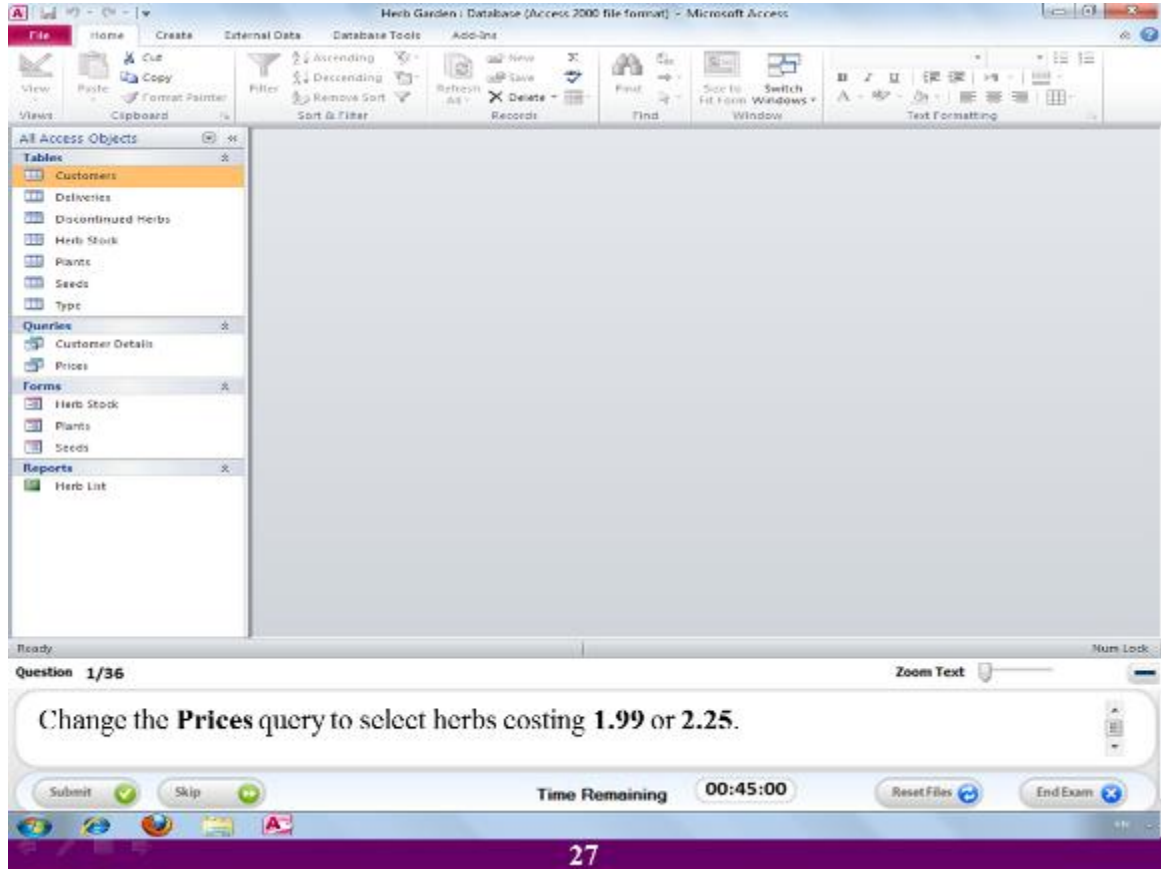 Herb Garden : Database (Access 2000 file format) - Microsoft Access
File Home Create External Data Database Tools Add-Ins
Cut
Copy
Format Painter
View
Paste
Filter
Ascending
Descending
Remove Sort
Refresh All
New
Save
Delete
Find
Size to Fit Form
Switch Windows
Views Clipboard Sort & Filter Records Find Window Text Formatting
All Access Objects
Tables
Customers
Deliveries
Discontinued Herbs
Herb Stock
Plants
Seeds
Type
Queries
Customer Details
Prices
Forms
Herb Stock
Plants
Seeds
Reports
Herb List
Ready Num Lock
Question 1/36 Zoom Text
Change the Prices query to select herbs costing 1.99 or 2.25.
Submit Skip Time Remaining 00:45:00 Reset Files End Exam
27